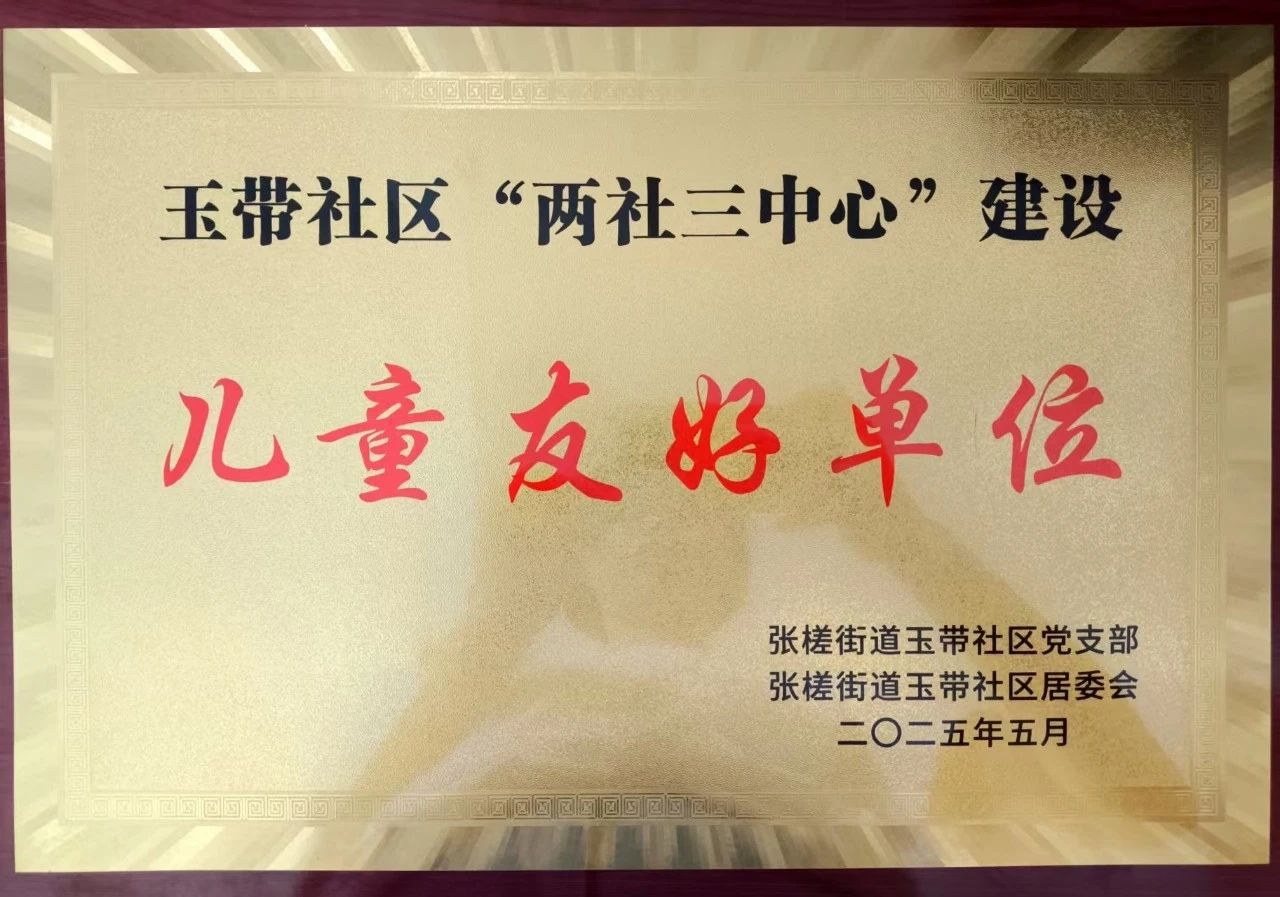 玉带社区“两社三中心”建设
儿童友好单位
张槎街道玉带社区党支部
张槎街道玉带社区居委会
二〇二五年五月